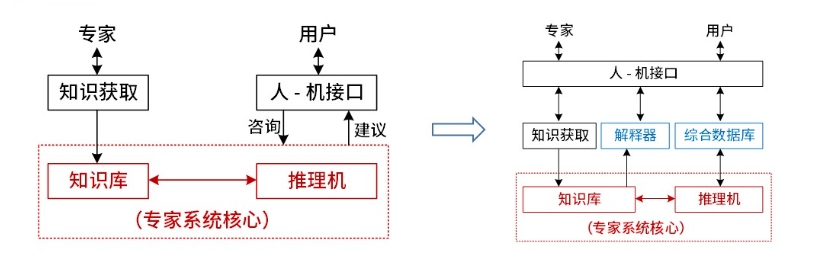 专家
用户
知识获取
人 - 机接口
咨询
建议
知识库
推理机
（专家系统核心）
专家
用户
人 - 机接口
知识获取
解释器
综合数据库
知识库
推理机
（专家系统核心）